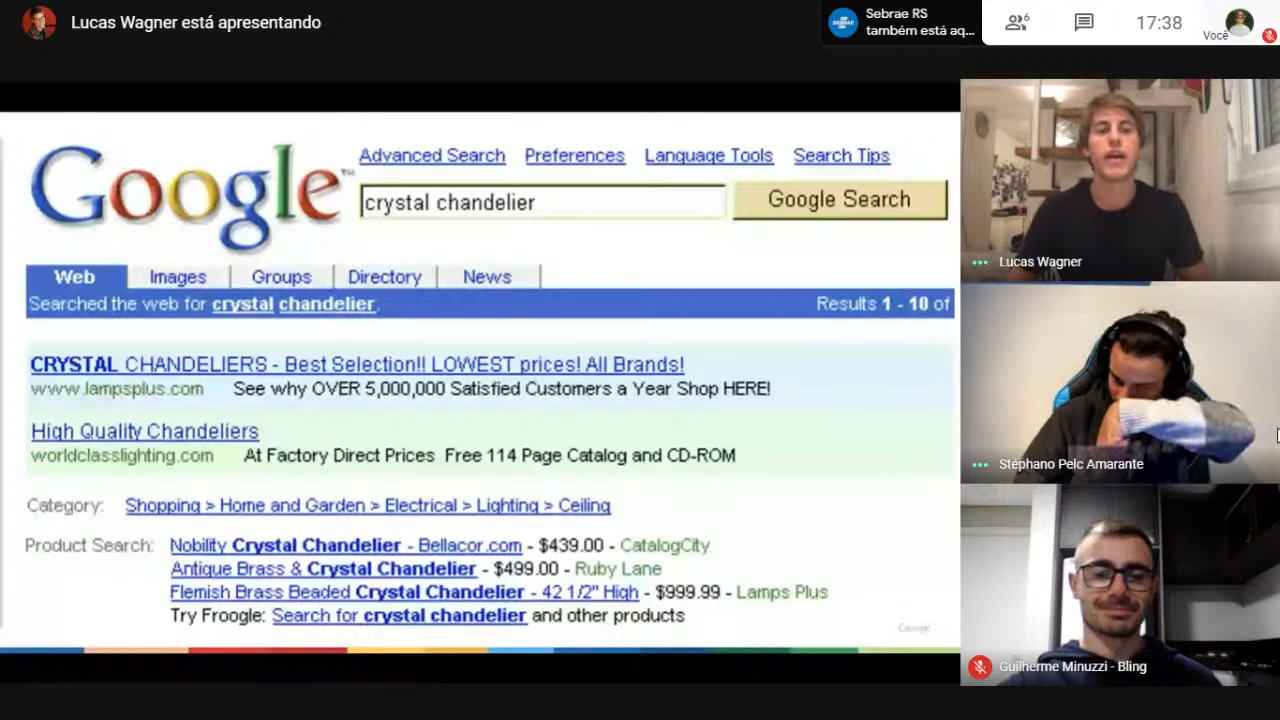 Lucas Wagner está apresentando
Sebrae RS
também está aq...
6
17:38
Você
SEBRAE
Google™
Advanced Search Preferences Language Tools Search Tips
crystal chandelier
Google Search
Web Images Groups Directory News
Searched the web for crystal chandelier. Results 1 - 10 of
CRYSTAL CHANDELIERS - Best Selection!! LOWEST prices! All Brands!
www.lampsplus.com See why OVER 5,000,000 Satisfied Customers a Year Shop HERE!
High Quality Chandeliers
worldclasslighting.com At Factory Direct Prices Free 114 Page Catalog and CD-ROM
Category: Shopping > Home and Garden > Electrical > Lighting > Ceiling
Product Search: Nobility Crystal Chandelier - Bellacor.com - $439.00 - CatalogCity
Antique Brass & Crystal Chandelier - $499.00 - Ruby Lane
Flemish Brass Beaded Crystal Chandelier - 42 1/2" High - $999.99 - Lamps Plus
Try Froogle: Search for crystal chandelier and other products
Google
Lucas Wagner
Stéphano Pelc Amarante
Guilherme Minuzzi - Bling